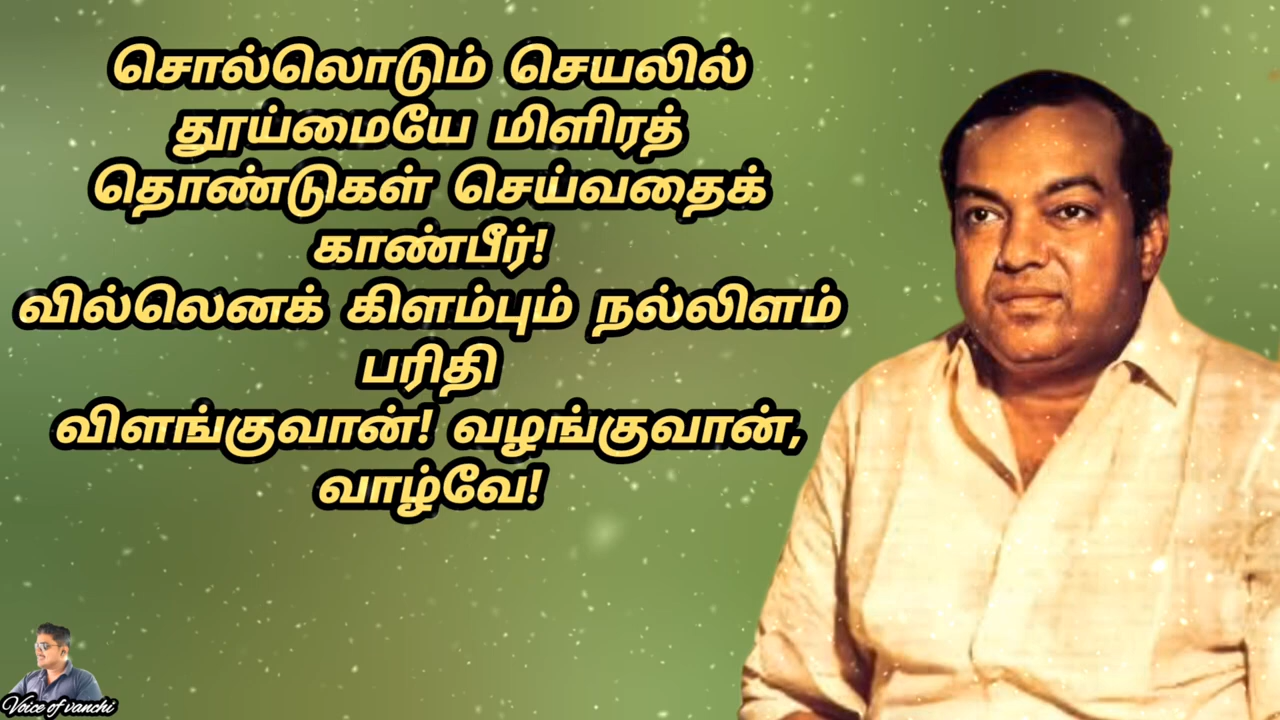 சொல்லொடும் செயலில்
தூய்மையே மிளிரத்
தொண்டுகள் செய்வதைக்
காண்பீர்!
வில்லெனக் கிளம்பும் நல்லிளம்
பரிதி
விளங்குவான்! வழங்குவான்,
வாழ்வே!
Voice of vanchi